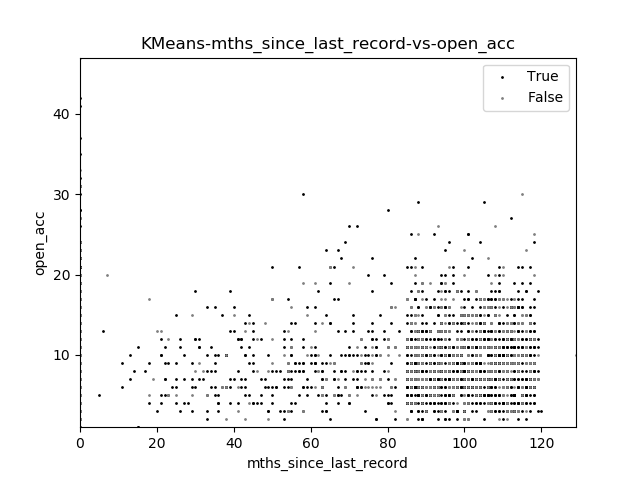 KMeans-mths_since_last_record-vs-open_acc
True
False
40
30
20
10
open_acc
0 20 40 60 80 100 120
mths_since_last_record